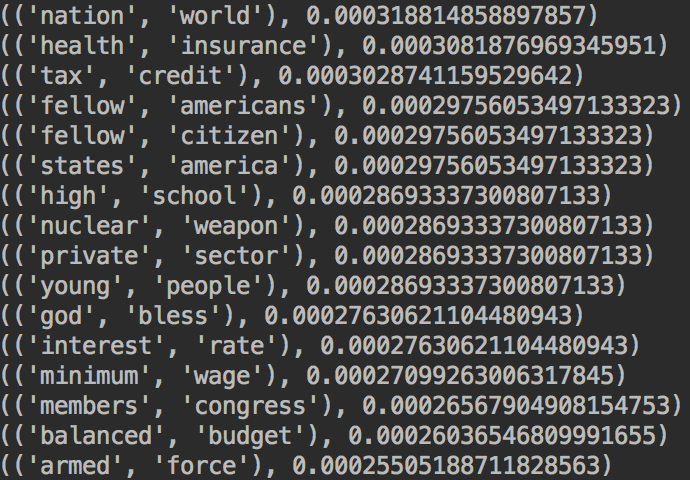 (('nation', 'world'), 0.000318814858897857)
(('health', 'insurance'), 0.0003081876969345951)
(('tax', 'credit'), 0.0003028741159529642)
(('fellow', 'americans'), 0.00029756053497133323)
(('fellow', 'citizen'), 0.00029756053497133323)
(('states', 'america'), 0.00029756053497133323)
(('high', 'school'), 0.00028693337300807133)
(('nuclear', 'weapon'), 0.00028693337300807133)
(('private', 'sector'), 0.00028693337300807133)
(('young', 'people'), 0.00028693337300807133)
(('god', 'bless'), 0.00027630621104480943)
(('interest', 'rate'), 0.00027630621104480943)
(('minimum', 'wage'), 0.00027099263006317845)
(('members', 'congress'), 0.00026567904908154753)
(('balanced', 'budget'), 0.00026036546809991655)
(('armed', 'force'), 0.00025505188711828563)